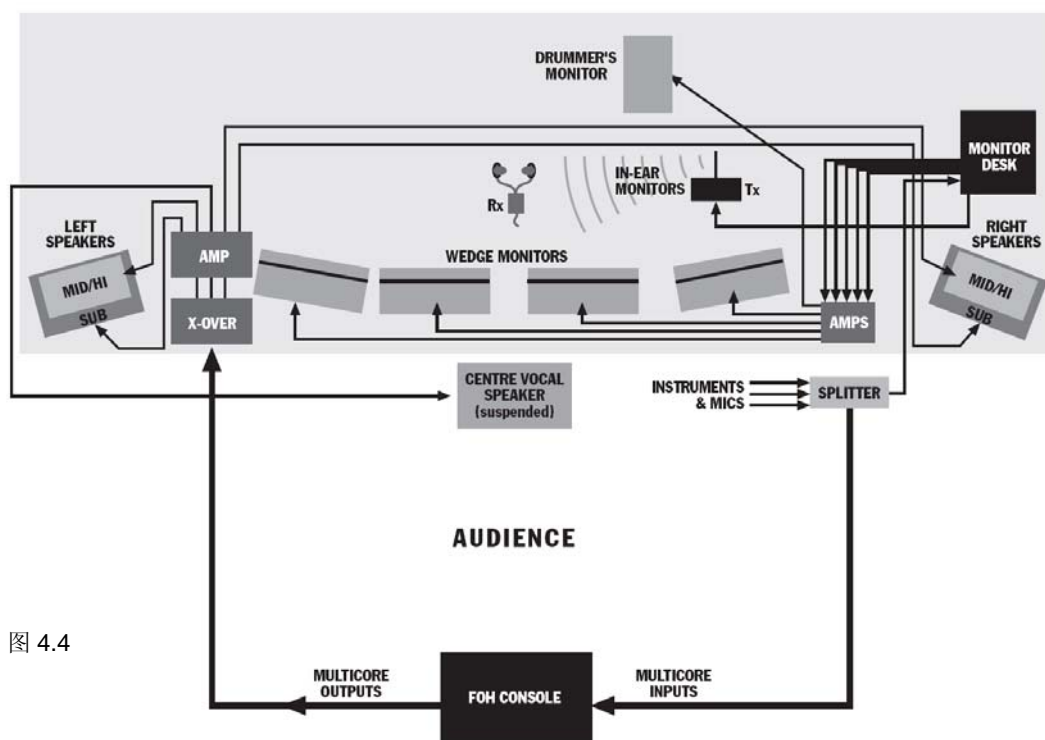 DRUMMER'S
MONITOR
MONITOR
DESK
IN-EAR
MONITORS
Tx
Rx
LEFT
SPEAKERS
RIGHT
SPEAKERS
AMP
WEDGE MONITORS
MID/HI
SUB
X-OVER
MID/HI
SUB
AMPS
CENTRE VOCAL
SPEAKER
(suspended)
INSTRUMENTS
& MICS
SPLITTER
AUDIENCE
图 4.4
MULTICORE
OUTPUTS
FOH CONSOLE
MULTICORE
INPUTS